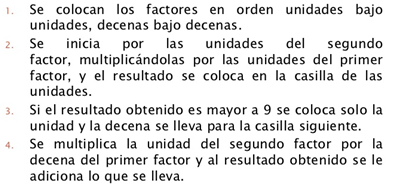 1. Se colocan los factores en orden unidades bajo
unidades, decenas bajo decenas.
2. Se inicia por las unidades del segundo
factor, multiplicándolas por las unidades del primer
factor, y el resultado se coloca en la casilla de las
unidades.
3. Si el resultado obtenido es mayor a 9 se coloca solo la
unidad y la decena se lleva para la casilla siguiente.
4. Se multiplica la unidad del segundo factor por la
decena del primer factor y al resultado obtenido se le
adiciona lo que se lleva.